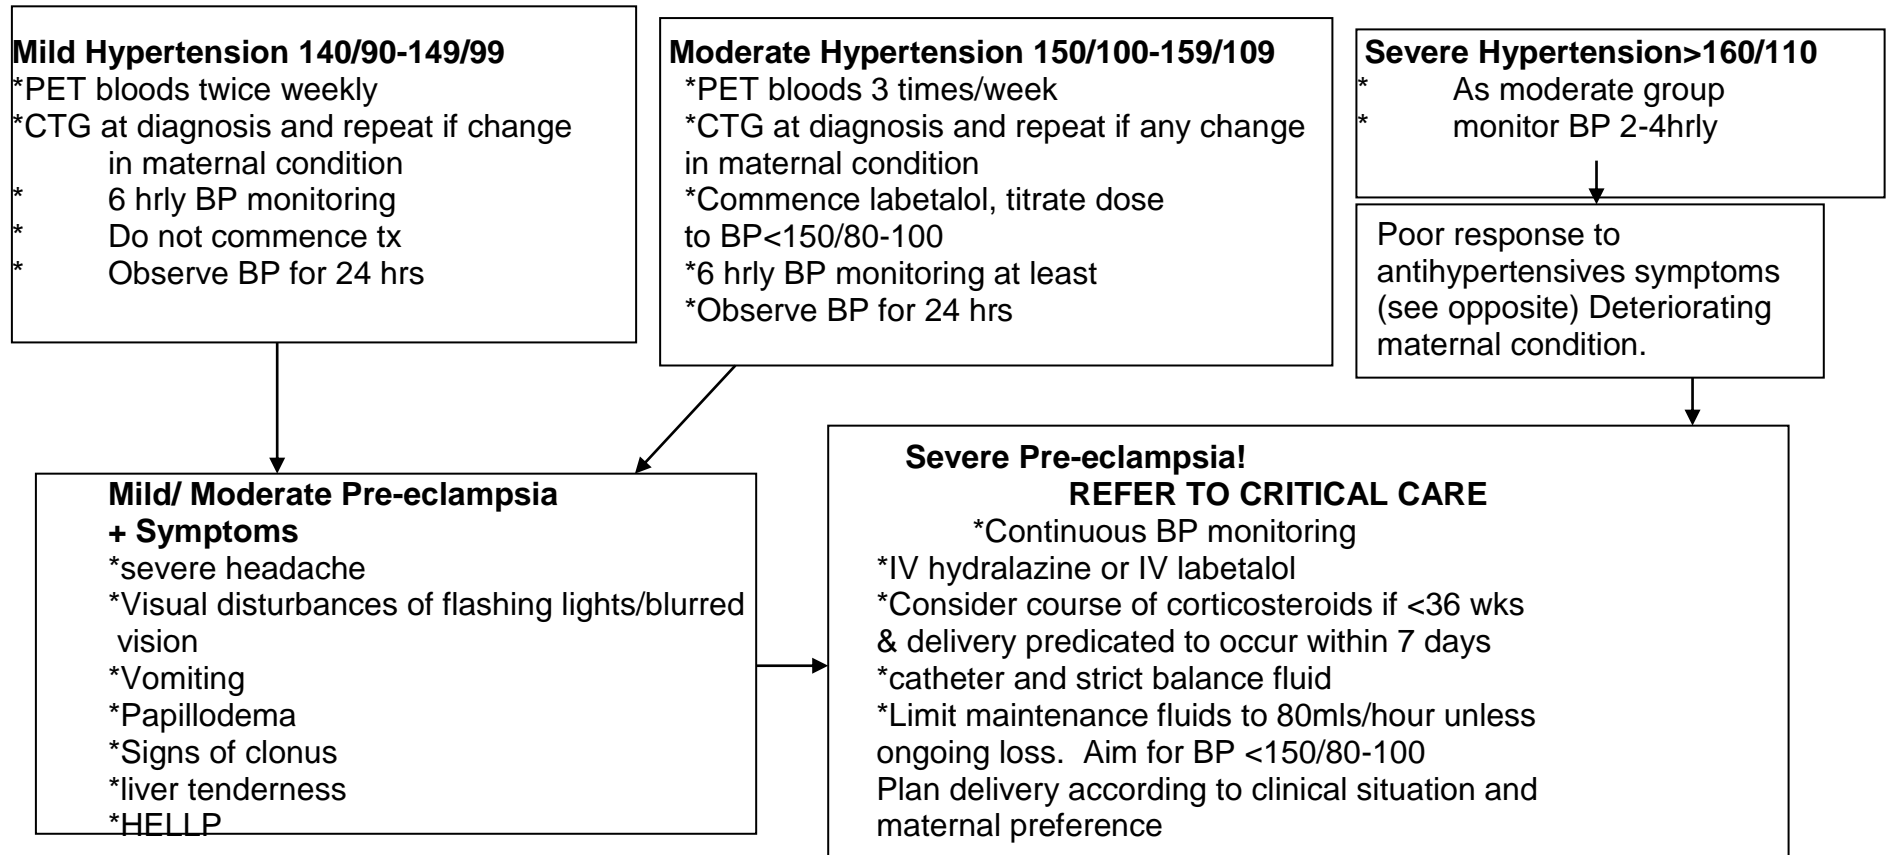 Mild Hypertension 140/90-149/99
*PET bloods twice weekly
*CTG at diagnosis and repeat if change
in maternal condition
* 6 hrly BP monitoring
* Do not commence tx
* Observe BP for 24 hrs
Moderate Hypertension 150/100-159/109
*PET bloods 3 times/week
*CTG at diagnosis and repeat if any change
in maternal condition
*Commence labetalol, titrate dose
to BP<150/80-100
*6 hrly BP monitoring at least
*Observe BP for 24 hrs
Severe Hypertension>160/110
* As moderate group
* monitor BP 2-4hrly
Poor response to
antihypertensives symptoms
(see opposite) Deteriorating
maternal condition.
Mild/ Moderate Pre-eclampsia
+ Symptoms
*severe headache
*Visual disturbances of flashing lights/blurred
vision
*Vomiting
*Papillodema
*Signs of clonus
*liver tenderness
*HELLP
Severe Pre-eclampsia!
REFER TO CRITICAL CARE
*Continuous BP monitoring
*IV hydralazine or IV labetalol
*Consider course of corticosteroids if <36 wks
& delivery predicated to occur within 7 days
*catheter and strict balance fluid
*Limit maintenance fluids to 80mls/hour unless
ongoing loss. Aim for BP <150/80-100
Plan delivery according to clinical situation and
maternal preference